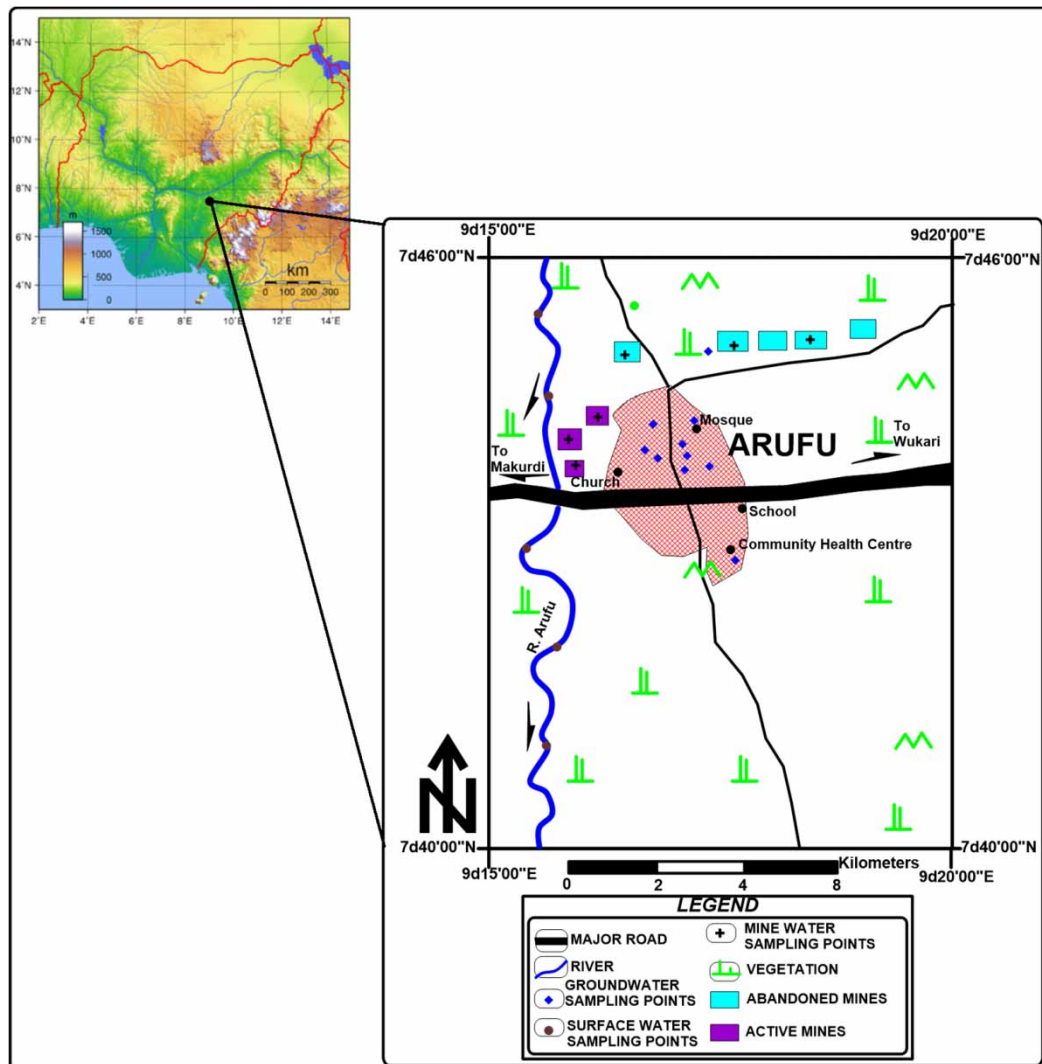 14°N
12°N
10°N
8°N
6°N
4°N
m
1500
1000
500
0
km
0 100 200 300
2°E 4°E 6°E 8°E 10°E 12°E 14°E
9d15'00"E 9d20'00"E
7d46'00"N 7d46'00"N
Mosque
ARUFU
To
Wukari
To
Makurdi
Church
School
Community Health Centre
R. Arufu
N
7d40'00"N 7d40'00"N
9d15'00"E 9d20'00"E
Kilometers
0 2 4 8
LEGEND
MAJOR ROAD
RIVER
GROUNDWATER
SAMPLING POINTS
SURFACE WATER
SAMPLING POINTS
MINE WATER
SAMPLING POINTS
VEGETATION
ABANDONED MINES
ACTIVE MINES